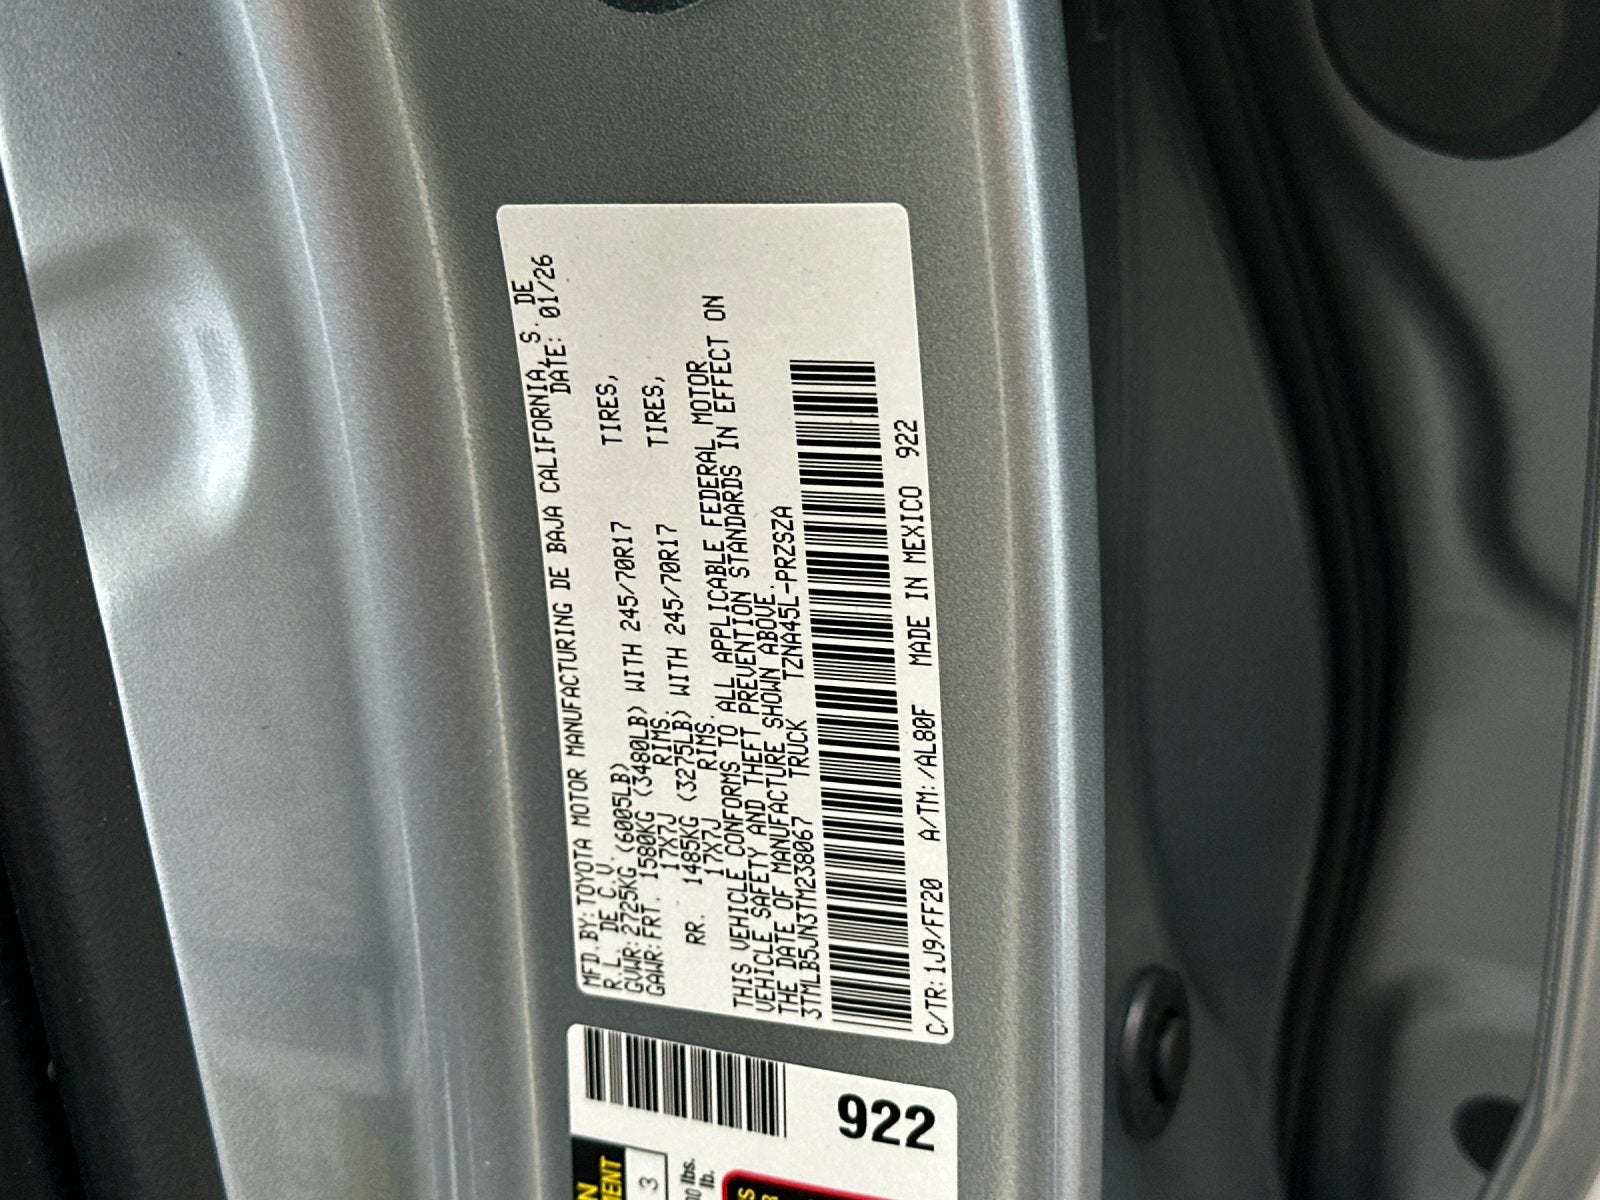 MFD.BY:TOYOTA MOTOR MANUFACTURING DE BAJA CALIFORNIA, S. DE
R.L. DE C.V. DATE: 01/26
GVWR:2725KG (6005LB)
GAWR:FRT. 1580KG (3480LB) WITH 245/70R17 TIRES,
17X7J RIMS.
RR. 1485KG (3275LB) WITH 245/70R17 TIRES,
17X7J RIMS.
THIS VEHICLE CONFORMS TO ALL APPLICABLE FEDERAL MOTOR
VEHICLE SAFETY AND THEFT PREVENTION STANDARDS IN EFFECT ON
THE DATE OF MANUFACTURE SHOWN ABOVE.
3TMLB5JN3TM238067 TRUCK TZNA45L-PRZSZA
C/TR:1J9/FF20 A/TM:/AL80F MADE IN MEXICO 922
922
3
lbs.
lb.